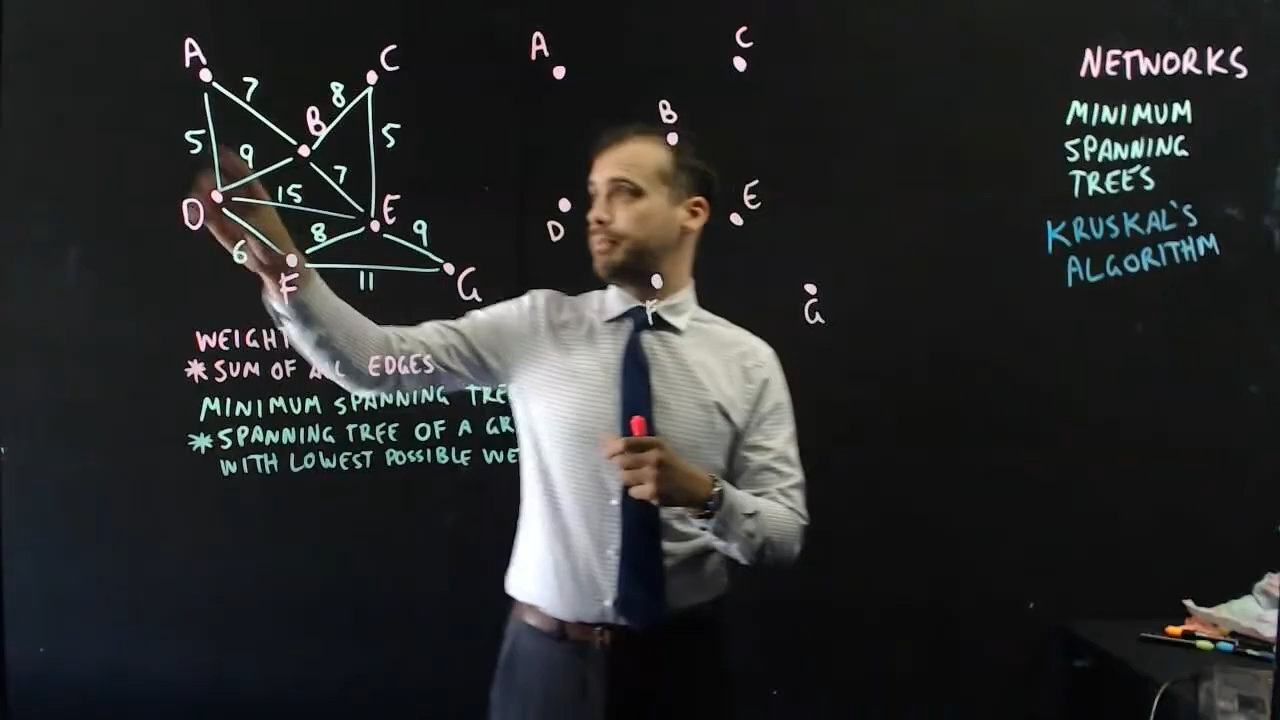 A
C
7
8
B
5
9
5
7
15
D
E
8
9
6
F
11
G
WEIGHT
*SUM OF ALL EDGES
MINIMUM SPANNING
*SPANNING TREE OF A
WITH LOWEST POSSIBLE
A
C
B
D
E
F
G
NETWORKS
MINIMUM
SPANNING
TREES
KRUSKAL'S
ALGORITHM